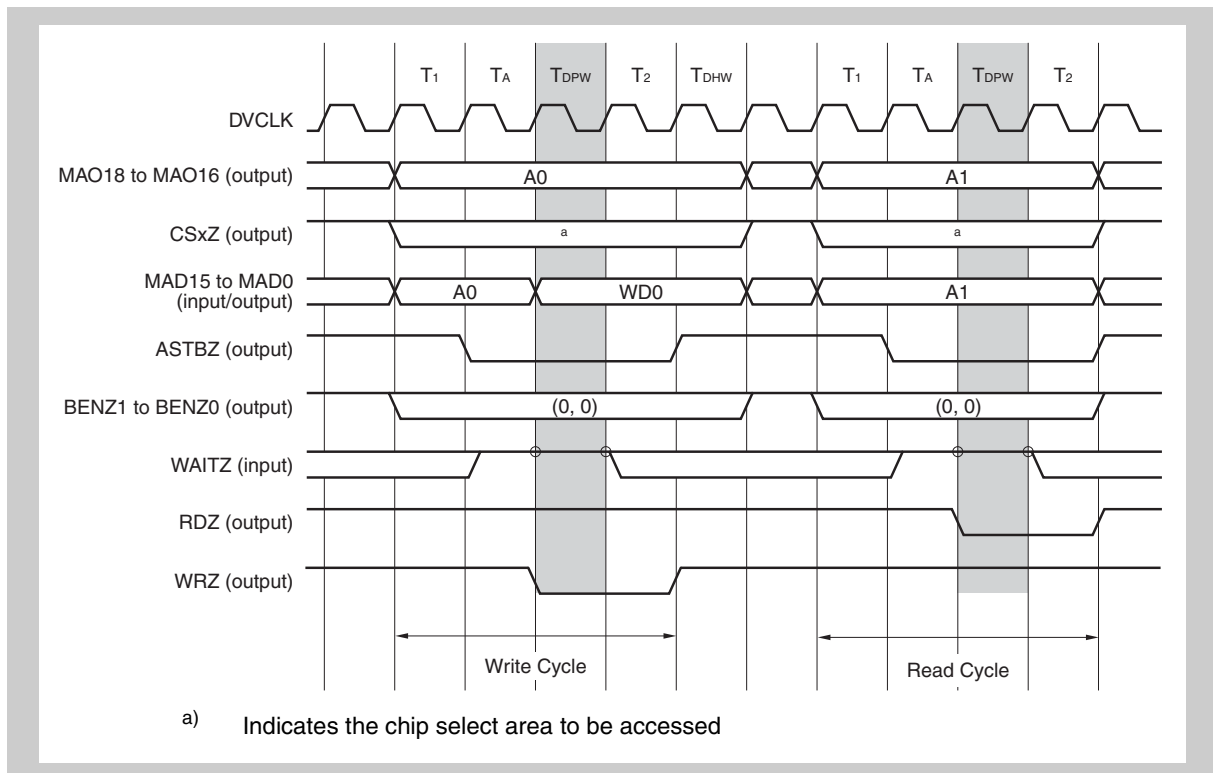 T1 TA TDPW T2 TDHW T1 TA TDPW T2
DVCLK
MAO18 to MAO16 (output) A0 A1
CSxZ (output) a a
MAD15 to MAD0
(input/output) A0 WD0 A1
ASTBZ (output)
BENZ1 to BENZ0 (output) (0, 0) (0, 0)
WAITZ (input)
RDZ (output)
WRZ (output)
Write Cycle Read Cycle
a) Indicates the chip select area to be accessed